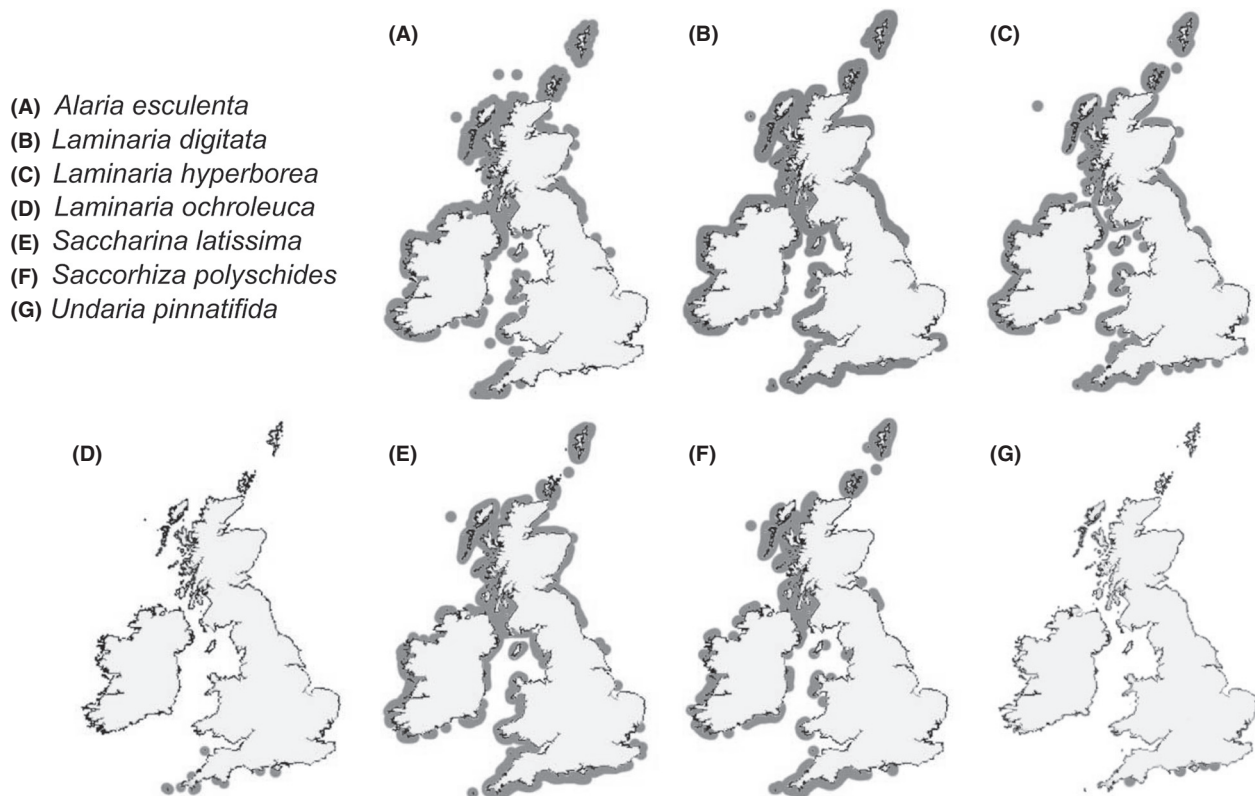 (A) Alaria esculenta
(B) Laminaria digitata
(C) Laminaria hyperborea
(D) Laminaria ochroleuca
(E) Saccharina latissima
(F) Saccorhiza polyschides
(G) Undaria pinnatifida
(A)
(B)
(C)
(D)
(E)
(F)
(G)